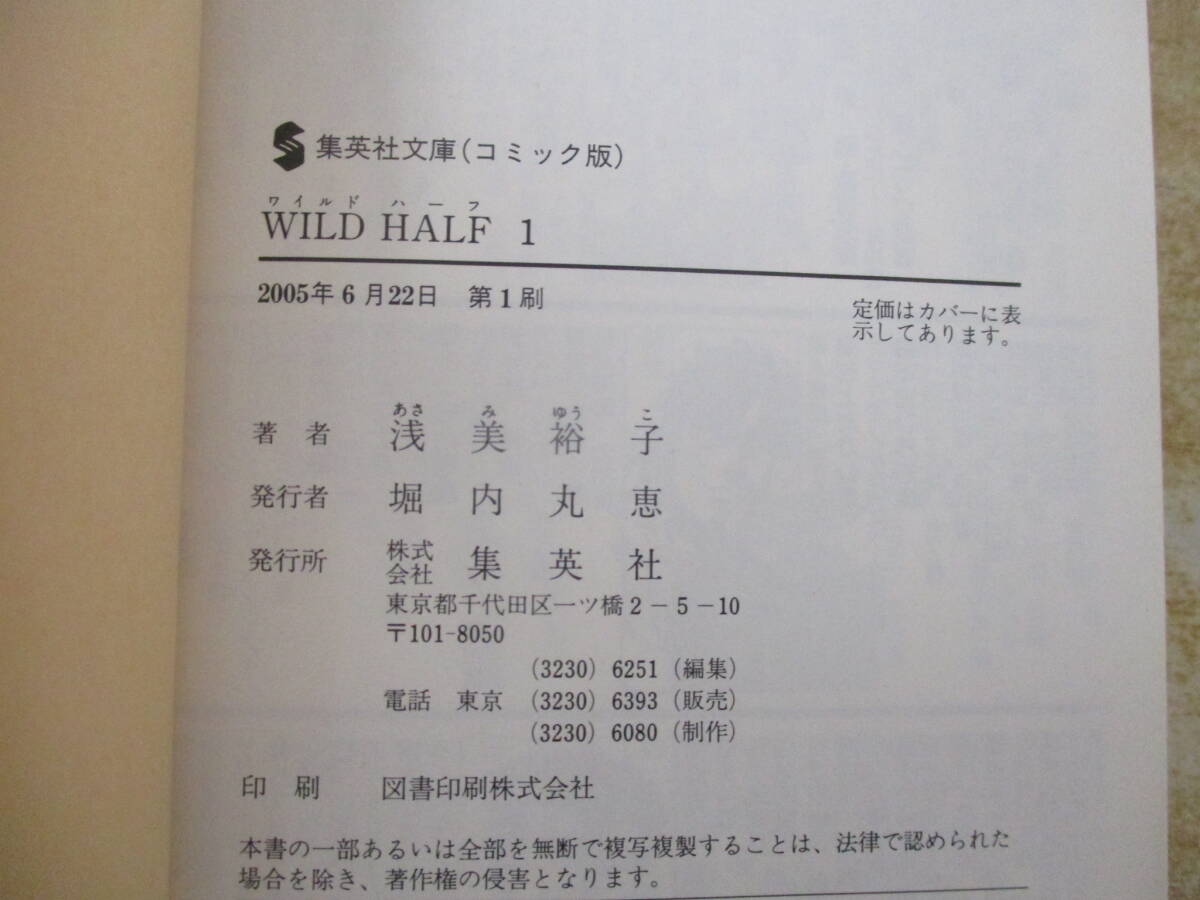 集英社文庫(コミック版)
ワイルド ハーフ
WILD HALF 1
2005年6月22日 第1刷
定価はカバーに表
示してあります。
あさ み ゆう こ
著者 浅美裕子
発行者 堀内丸恵
発行所 株式会社 集英社
東京都千代田区一ツ橋2-5-10
〒101-8050
(3230) 6251 (編集)
電話 東京 (3230) 6393 (販売)
(3230) 6080 (制作)
印刷 図書印刷株式会社
本書の一部あるいは全部を無断で複写複製することは、法律で認められた
場合を除き、著作権の侵害となります。